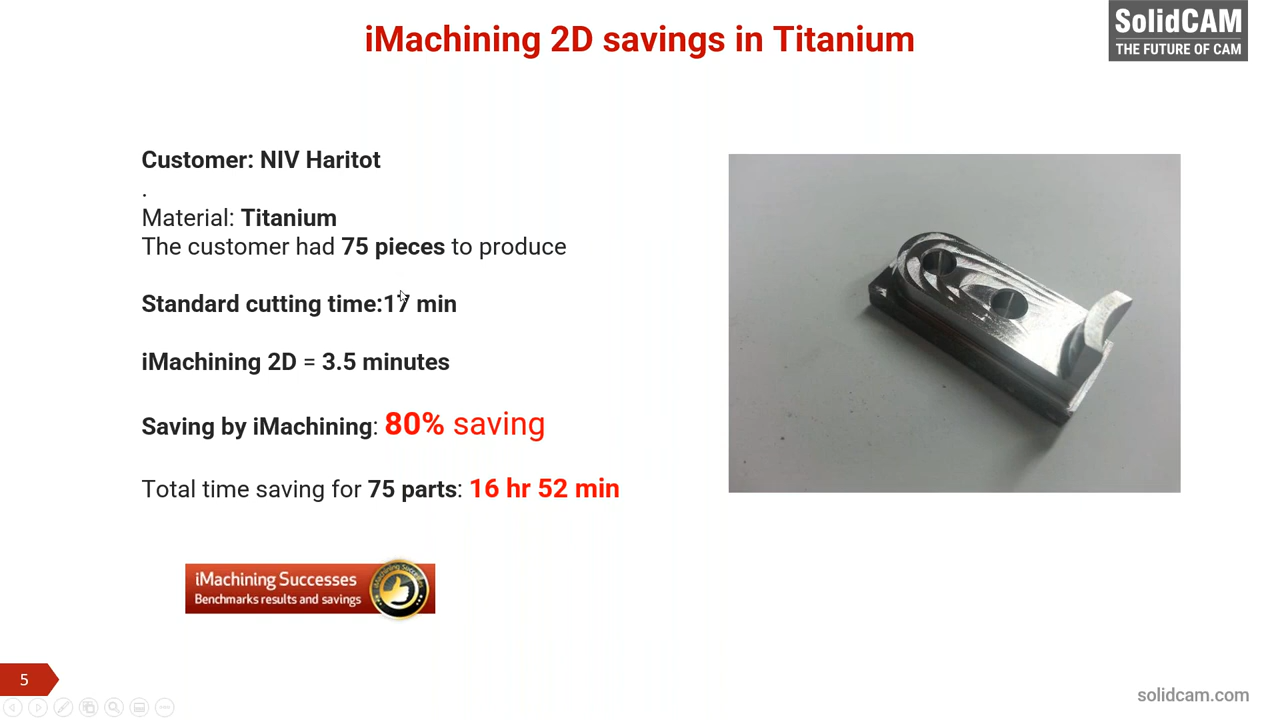 iMachining 2D savings in Titanium
SolidCAM
THE FUTURE OF CAM
Customer: NIV Haritot
.
Material: Titanium
The customer had 75 pieces to produce
Standard cutting time:17 min
iMachining 2D = 3.5 minutes
Saving by iMachining: 80% saving
Total time saving for 75 parts: 16 hr 52 min
iMachining Successes
Benchmarks results and savings
5
solidcam.com